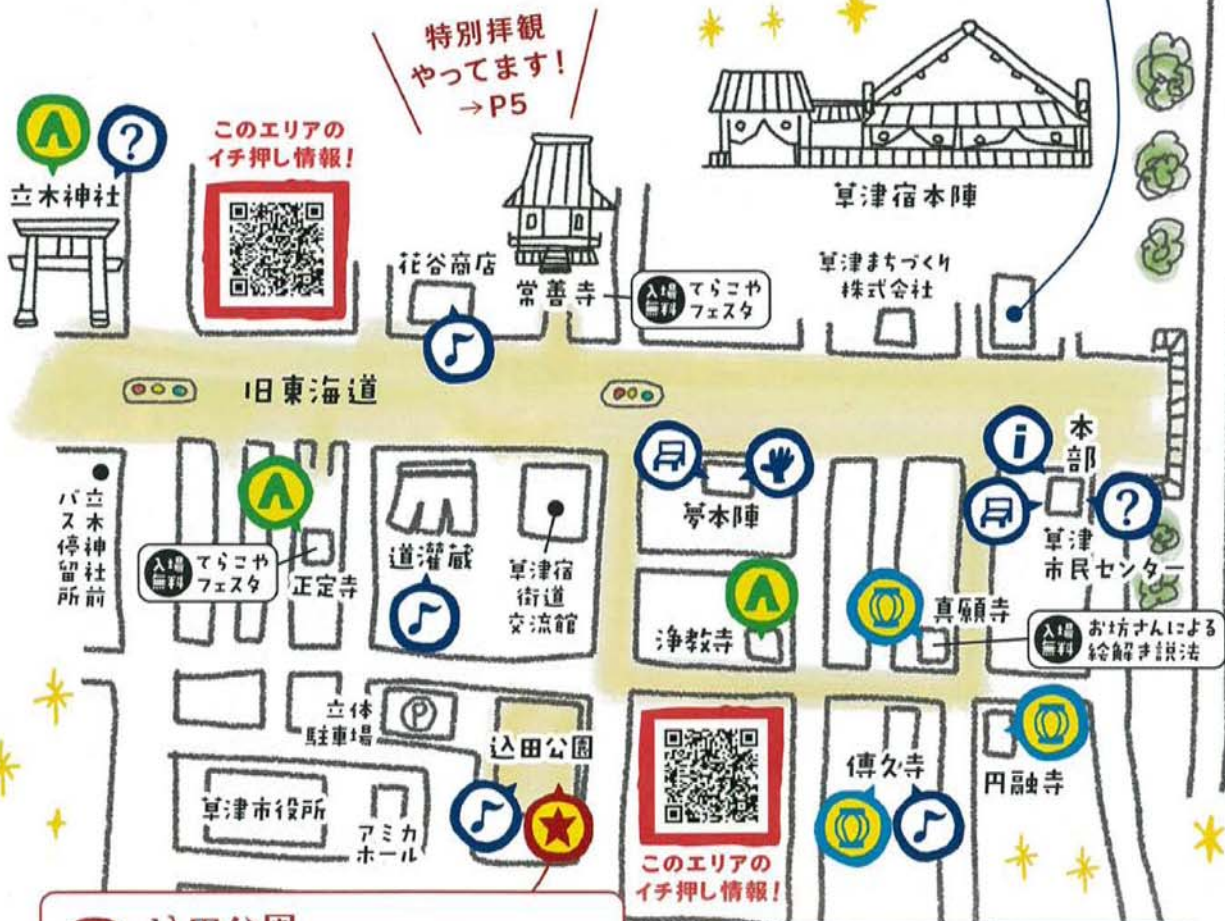 特別拝観
やってます!
→P5
?
立木神社
このエリアの
イチ押し情報!
草津宿本陣
花谷商店
常善寺
入場
無料
てらこや
フェスタ
草津まちづくり
株式会社
旧東海道
立木神社前
バス停留所
入場
無料
てらこや
フェスタ
正定寺
道灌蔵
草津宿
街道
交流館
夢本陣
i
本部
?
草津
市民センター
浄教寺
真願寺
入場
無料
お坊さんによる
絵解き説法
立体
駐車場
P
込田公園
傳久寺
円融寺
草津市役所
アミカ
ホール
このエリアの
イチ押し情報!